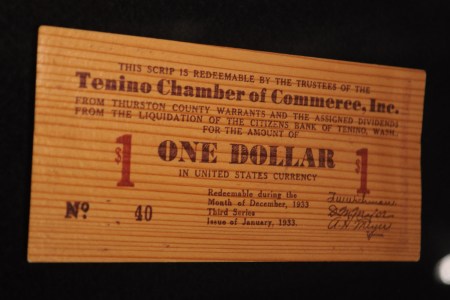 THIS SCRIP IS REDEEMABLE BY THE TRUSTEES OF THE
Tenino Chamber of Commerce, Inc.
FROM THURSTON COUNTY WARRANTS AND THE ASSIGNED DIVIDENDS
FROM THE LIQUIDATION OF THE CITIZENS BANK OF TENINO, WASH.
FOR THE AMOUNT OF
$1 ONE DOLLAR $1
IN UNITED STATES CURRENCY
Redeemable during the
Month of December, 1933
Third Series
Issue of January, 1933.
No 40
A. H. Meyer